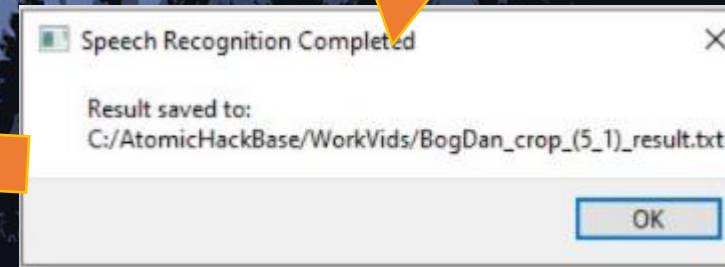 Speech Recognition Completed
Result saved to:
C:/AtomicHackBase/WorkVids/BogDan_crop_(5_1)_result.txt
OK